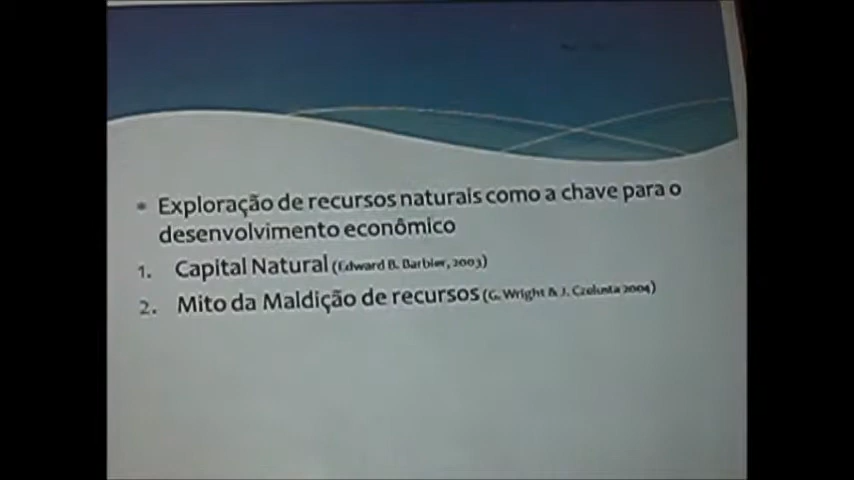 • Exploração de recursos naturais como a chave para o
desenvolvimento econômico
1. Capital Natural (Edward B. Barbier, 2003)
2. Mito da Maldição de recursos (G. Wright & J. Czelusta 2004)